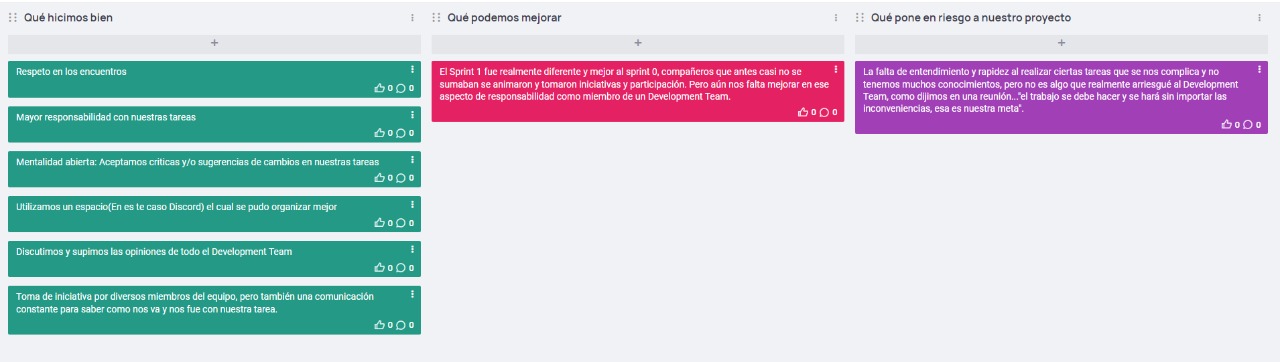 Qué hicimos bien
Respeto en los encuentros
0 0
Mayor responsabilidad con nuestras tareas
0 0
Mentalidad abierta: Aceptamos criticas y/o sugerencias de cambios en nuestras tareas
0 0
Utilizamos un espacio(En es te caso Discord) el cual se pudo organizar mejor
0 0
Discutimos y supimos las opiniones de todo el Development Team
0 0
Toma de iniciativa por diversos miembros del equipo, pero también una comunicación
constante para saber como nos va y nos fue con nuestra tarea.
0 0
Qué podemos mejorar
El Sprint 1 fue realmente diferente y mejor al sprint 0, compañeros que antes casi no se
sumaban se animaron y tomaron iniciativas y participación. Pero aún nos falta mejorar en ese
aspecto de responsabilidad como miembro de un Development Team.
0 0
Qué pone en riesgo a nuestro proyecto
La falta de entendimiento y rapidez al realizar ciertas tareas que se nos complica y no
tenemos muchos conocimientos, pero no es algo que realmente arriesgué al Development
Team, como dijimos en una reunión..."el trabajo se debe hacer y se hará sin importar las
inconveniencias, esa es nuestra meta".
0 0